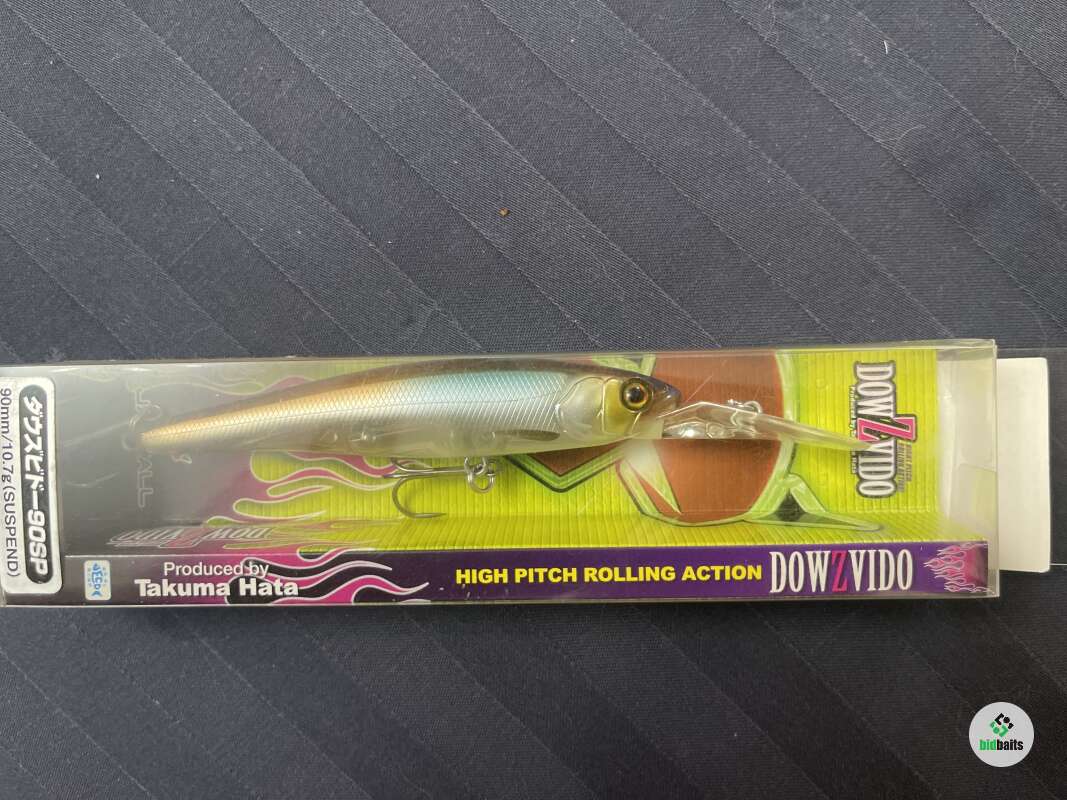 ダウズビドー90SP
90mm/10.7g (SUSPEND)
DOWZVIDO
Produced by
Takuma Hata
HIGH PITCH ROLLING ACTION
DOWZVIDO
bidbaits